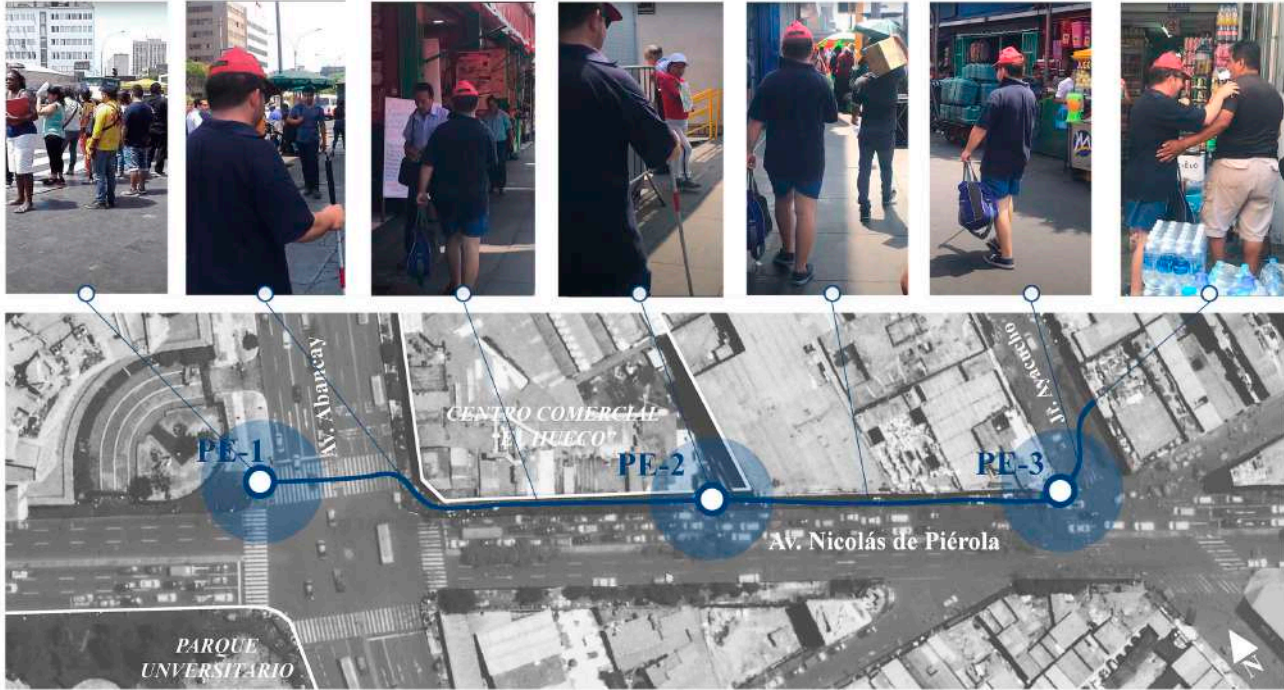 Av. Abancay
Jr. Ayacucho
CENTRO COMERCIAL
"EL HUECO"
PE-1
PE-2
PE-3
Av. Nicolás de Piérola
PARQUE
UNVERSITARIO
N